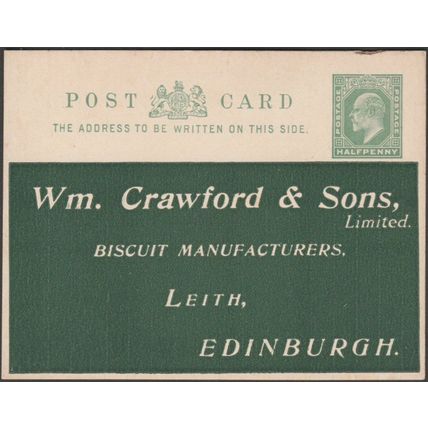 POST CARD
THE ADDRESS TO BE WRITTEN ON THIS SIDE.
POSTAGE
POSTAGE
HALFPENNY
Wm. Crawford & Sons,
Limited.
BISCUIT MANUFACTURERS,
LEITH,
EDINBURGH.